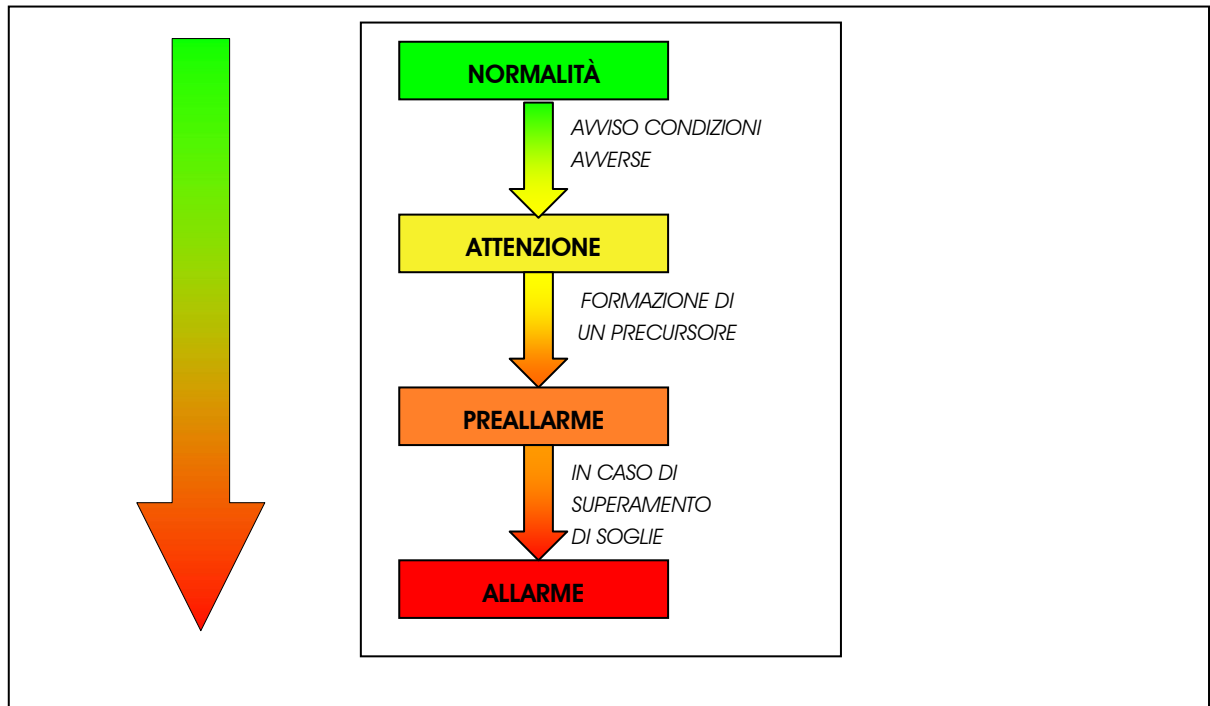 NORMALITÀ
AVVISO CONDIZIONI
AVVERSE
ATTENZIONE
FORMAZIONE DI
UN PRECURSORE
PREALLARME
IN CASO DI
SUPERAMENTO
DI SOGLIE
ALLARME